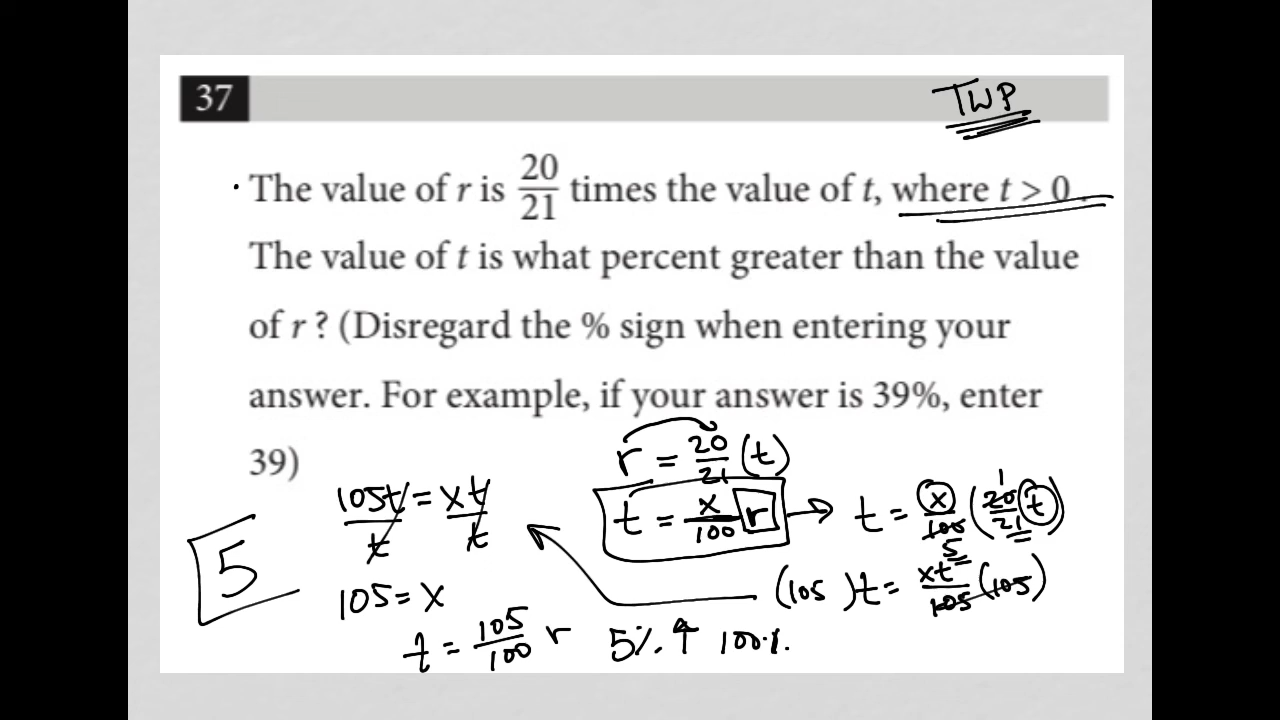 37
TWP
The value of r is 20/21 times the value of t, where t > 0.
The value of t is what percent greater than the value
of r ? (Disregard the % sign when entering your
answer. For example, if your answer is 39%, enter
39)
r = 20/21 (t)
t = x/100 r → t = x/100 (20/21 t)
1
5
(105 )t = xt/105 (105)
105t/t = xt/t
105 = x
t = 105/100 r
5% ↑ 100%.
5